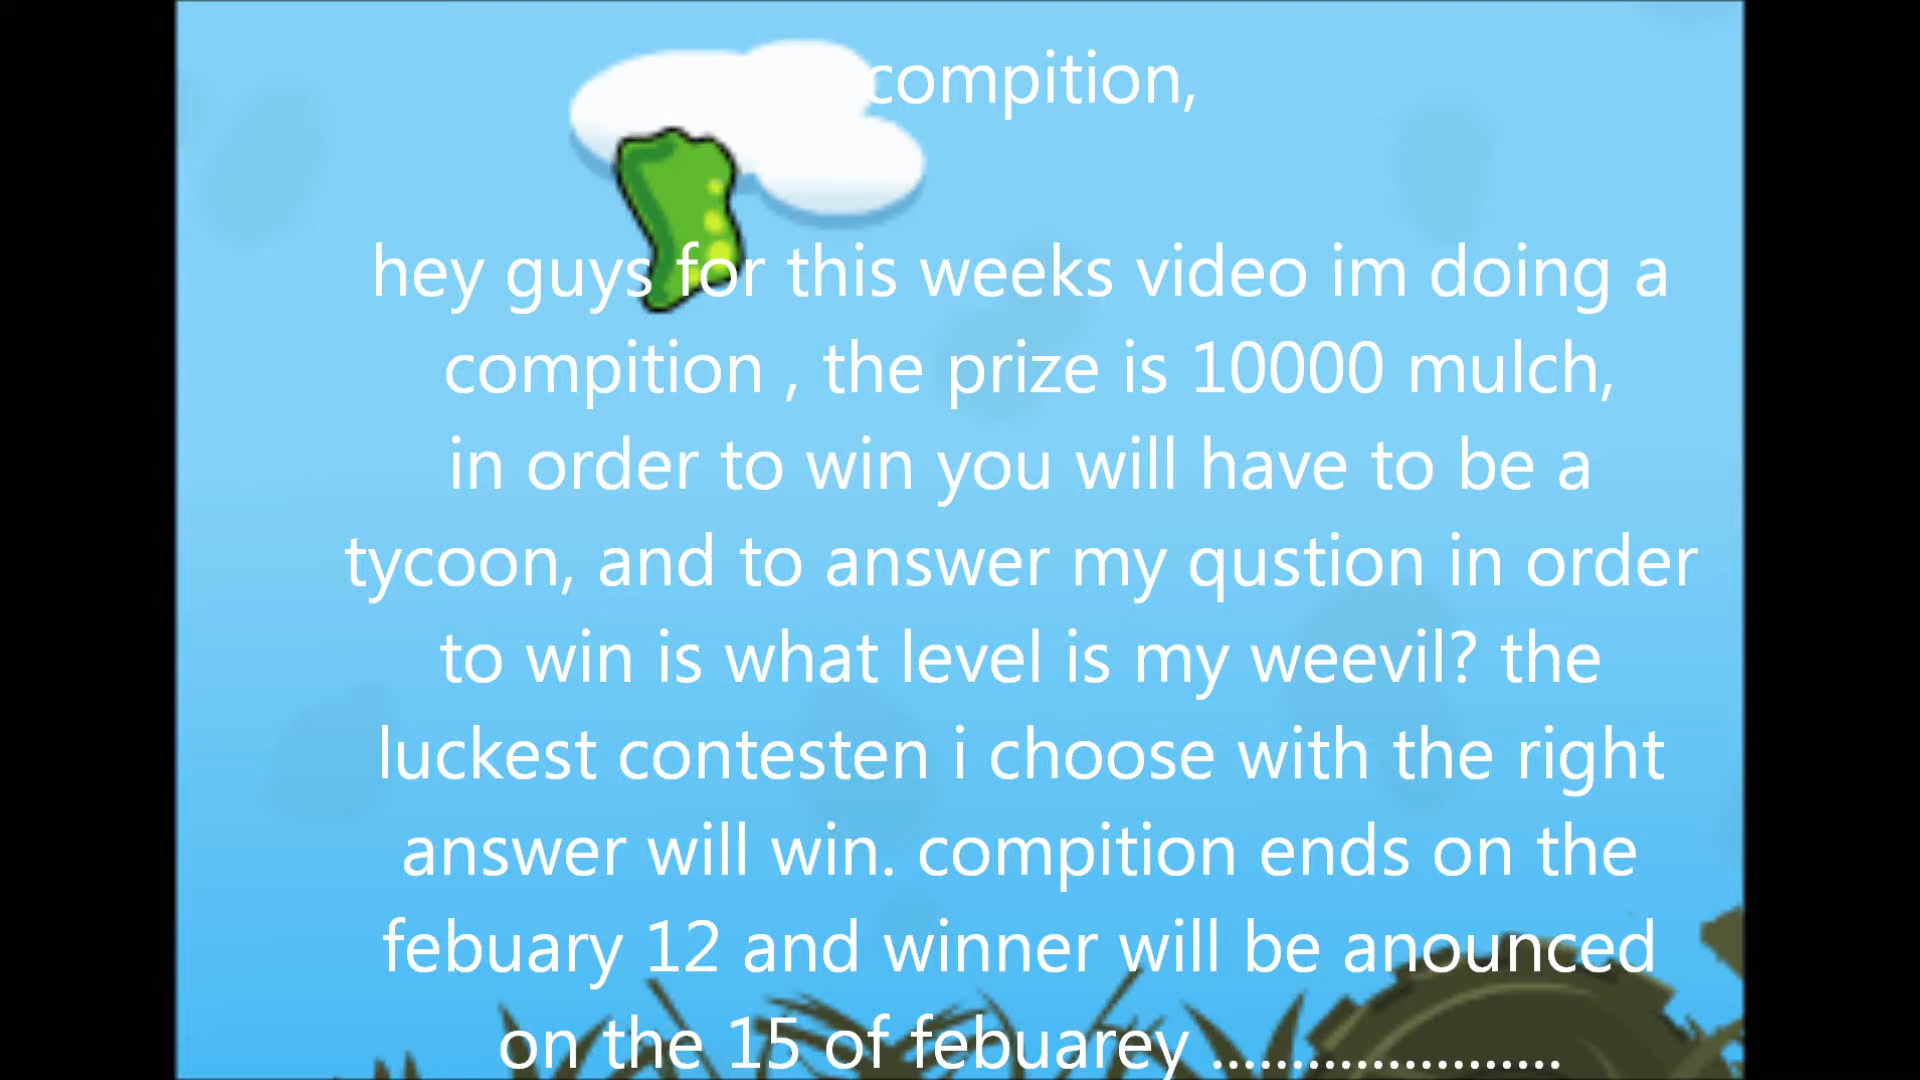 compition,
hey guys for this weeks video im doing a
compition , the prize is 10000 mulch,
in order to win you will have to be a
tycoon, and to answer my qustion in order
to win is what level is my weevil? the
luckest contesten i choose with the right
answer will win. compition ends on the
febuary 12 and winner will be anounced
on the 15 of febuarey ......................